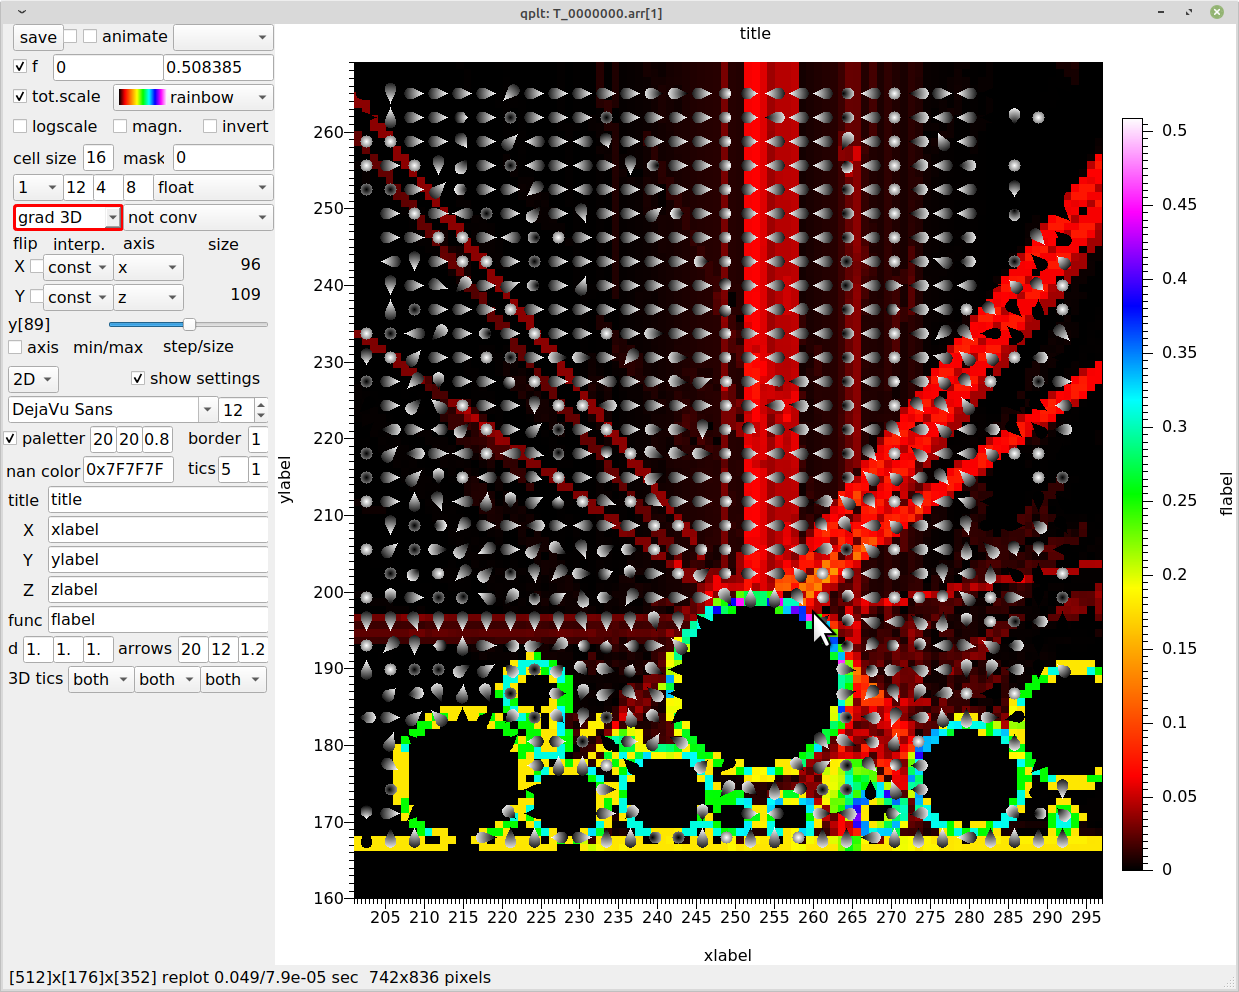 qplt: T_0000000.arr[1]
save animate
f 0 0.508385
tot.scale rainbow
logscale magn. invert
cell size 16 mask 0
1 12 4 8 float
grad 3D not conv
flip interp. axis size
X const x 96
Y const z 109
y[89]
axis min/max step/size
2D show settings
DejaVu Sans 12
paletter 20 20 0.8 border 1
nan color 0x7F7F7F tics 5 1
title title
X xlabel
Y ylabel
Z zlabel
func flabel
d 1. 1. 1. arrows 20 12 1.2
3D tics both both both
title
ylabel
260
250
240
230
220
210
200
190
180
170
160
205 210 215 220 225 230 235 240 245 250 255 260 265 270 275 280 285 290 295
xlabel
0.5
0.45
0.4
0.35
0.3
0.25
0.2
0.15
0.1
0.05
0
flabel
[512]x[176]x[352] replot 0.049/7.9e-05 sec 742x836 pixels